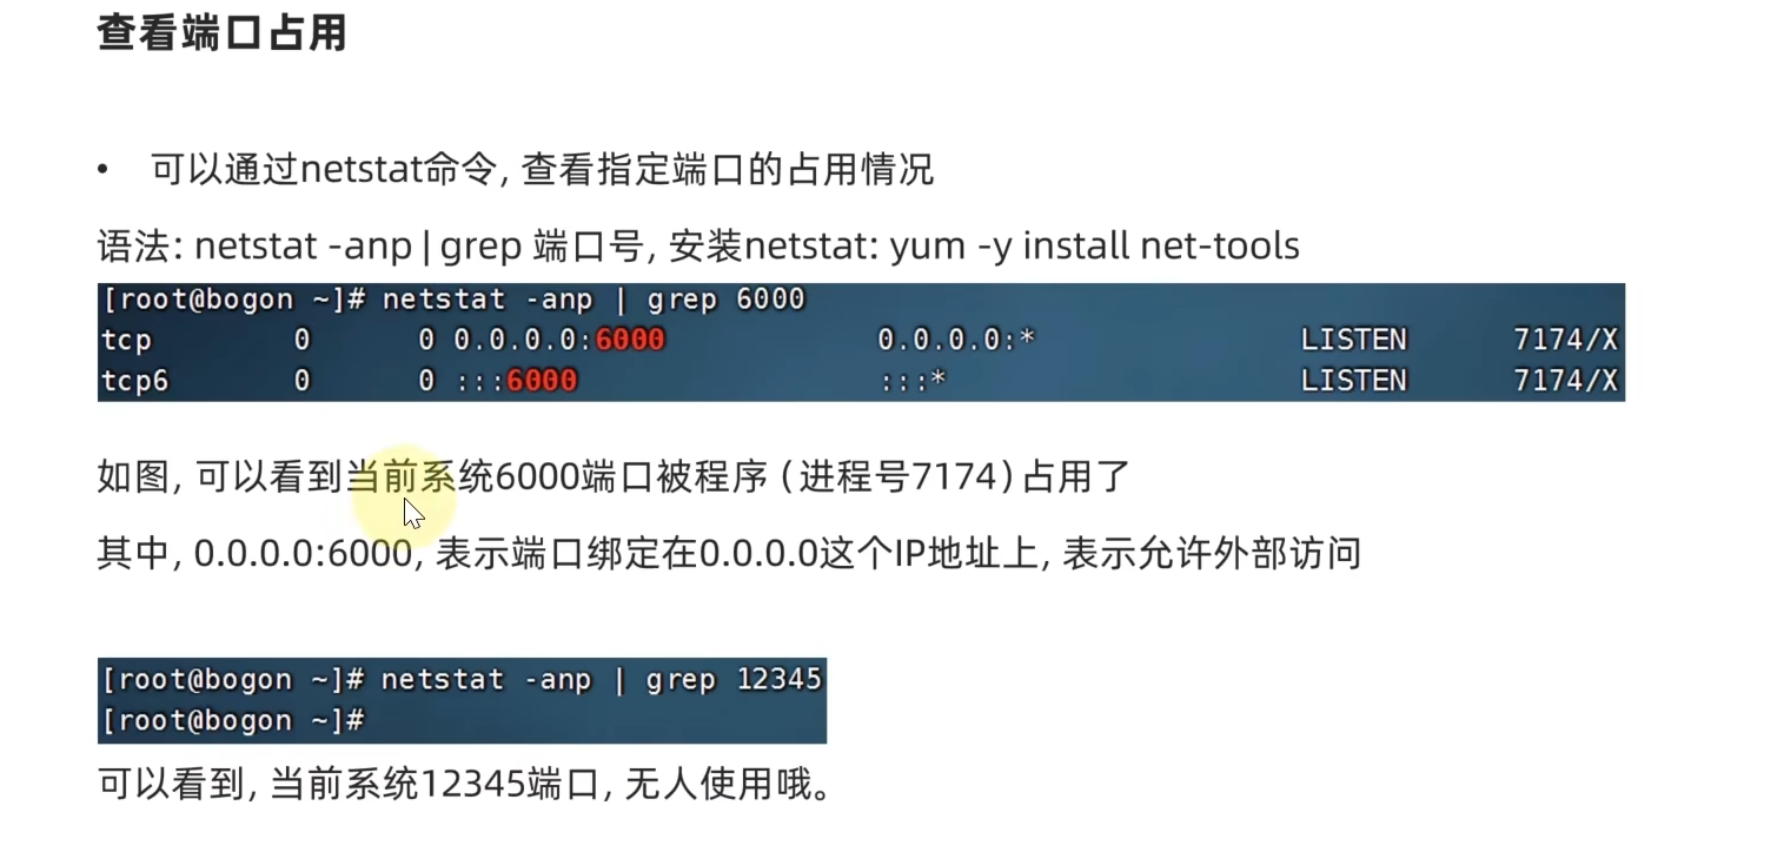 查看端口占用
• 可以通过netstat命令, 查看指定端口的占用情况
语法: netstat -anp | grep 端口号, 安装netstat: yum -y install net-tools
[root@bogon ~]# netstat -anp | grep 6000
tcp 0 0 0.0.0.0:6000 0.0.0.0:* LISTEN 7174/X
tcp6 0 0 :::6000 :::* LISTEN 7174/X
如图, 可以看到当前系统6000端口被程序 (进程号7174) 占用了
其中, 0.0.0.0:6000, 表示端口绑定在0.0.0.0这个IP地址上, 表示允许外部访问
[root@bogon ~]# netstat -anp | grep 12345
[root@bogon ~]#
可以看到, 当前系统12345端口, 无人使用哦。